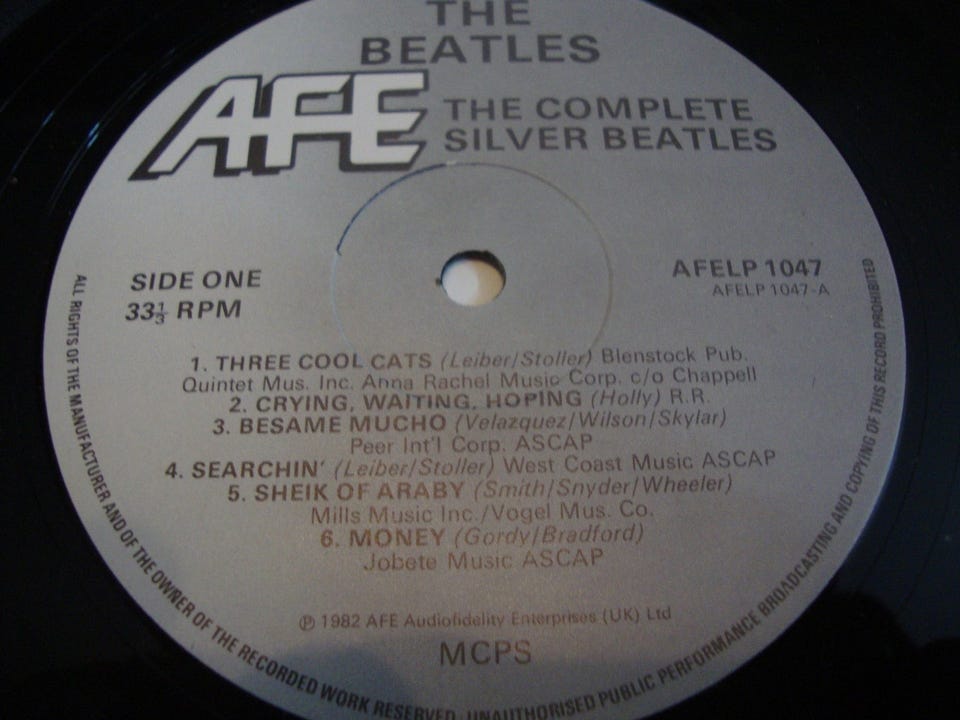 THE
BEATLES
AFE
THE COMPLETE
SILVER BEATLES
SIDE ONE
33⅓ RPM
AFELP 1047
AFELP 1047-A
1. THREE COOL CATS (Leiber/Stoller) Blenstock Pub.
Quintet Mus. Inc. Anna Rachel Music Corp. c/o Chappell
2. CRYING, WAITING, HOPING (Holly) R.R.
3. BESAME MUCHO (Velazquez/Wilson/Skylar)
Peer Int'l Corp. ASCAP
4. SEARCHIN' (Leiber/Stoller) West Coast Music ASCAP
5. SHEIK OF ARABY (Smith/Snyder/Wheeler)
Mills Music Inc./Vogel Mus. Co.
6. MONEY (Gordy/Bradford)
Jobete Music ASCAP
℗ 1982 AFE Audiofidelity Enterprises (UK) Ltd
MCPS
ALL RIGHTS OF THE MANUFACTURER AND OF THE OWNER OF THE RECORDED WORK RESERVED. UNAUTHORISED PUBLIC PERFORMANCE BROADCASTING AND COPYING OF THIS RECORD PROHIBITED